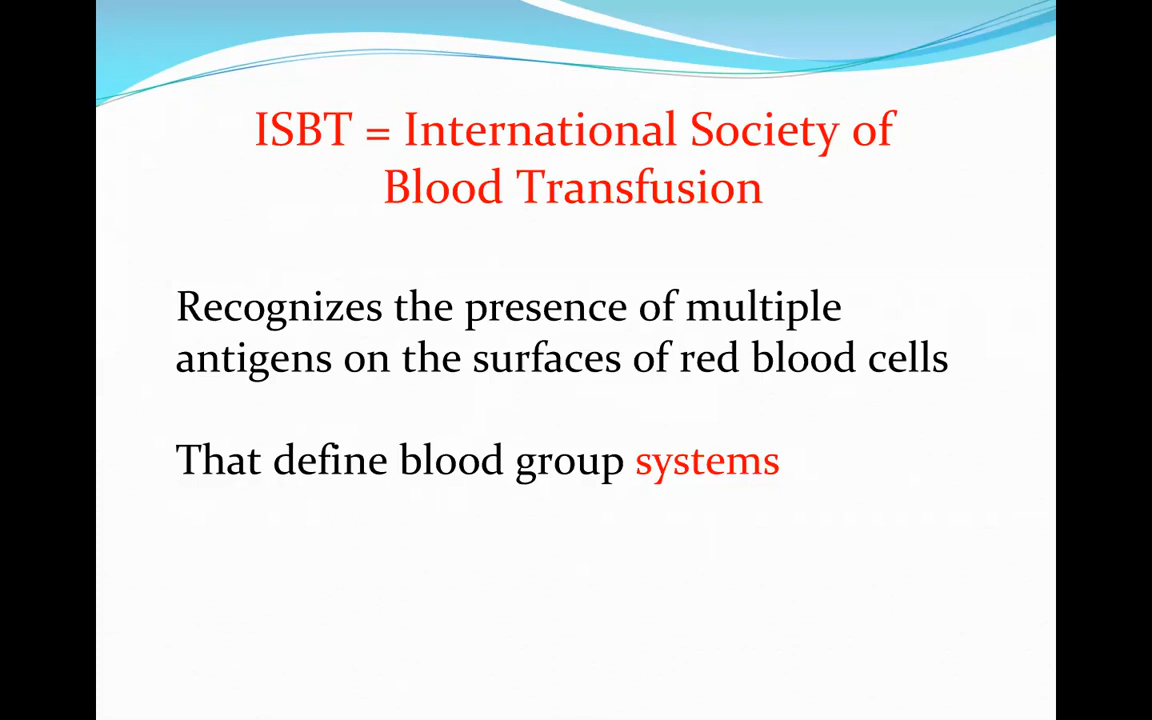 ISBT = International Society of
Blood Transfusion
Recognizes the presence of multiple
antigens on the surfaces of red blood cells
That define blood group systems